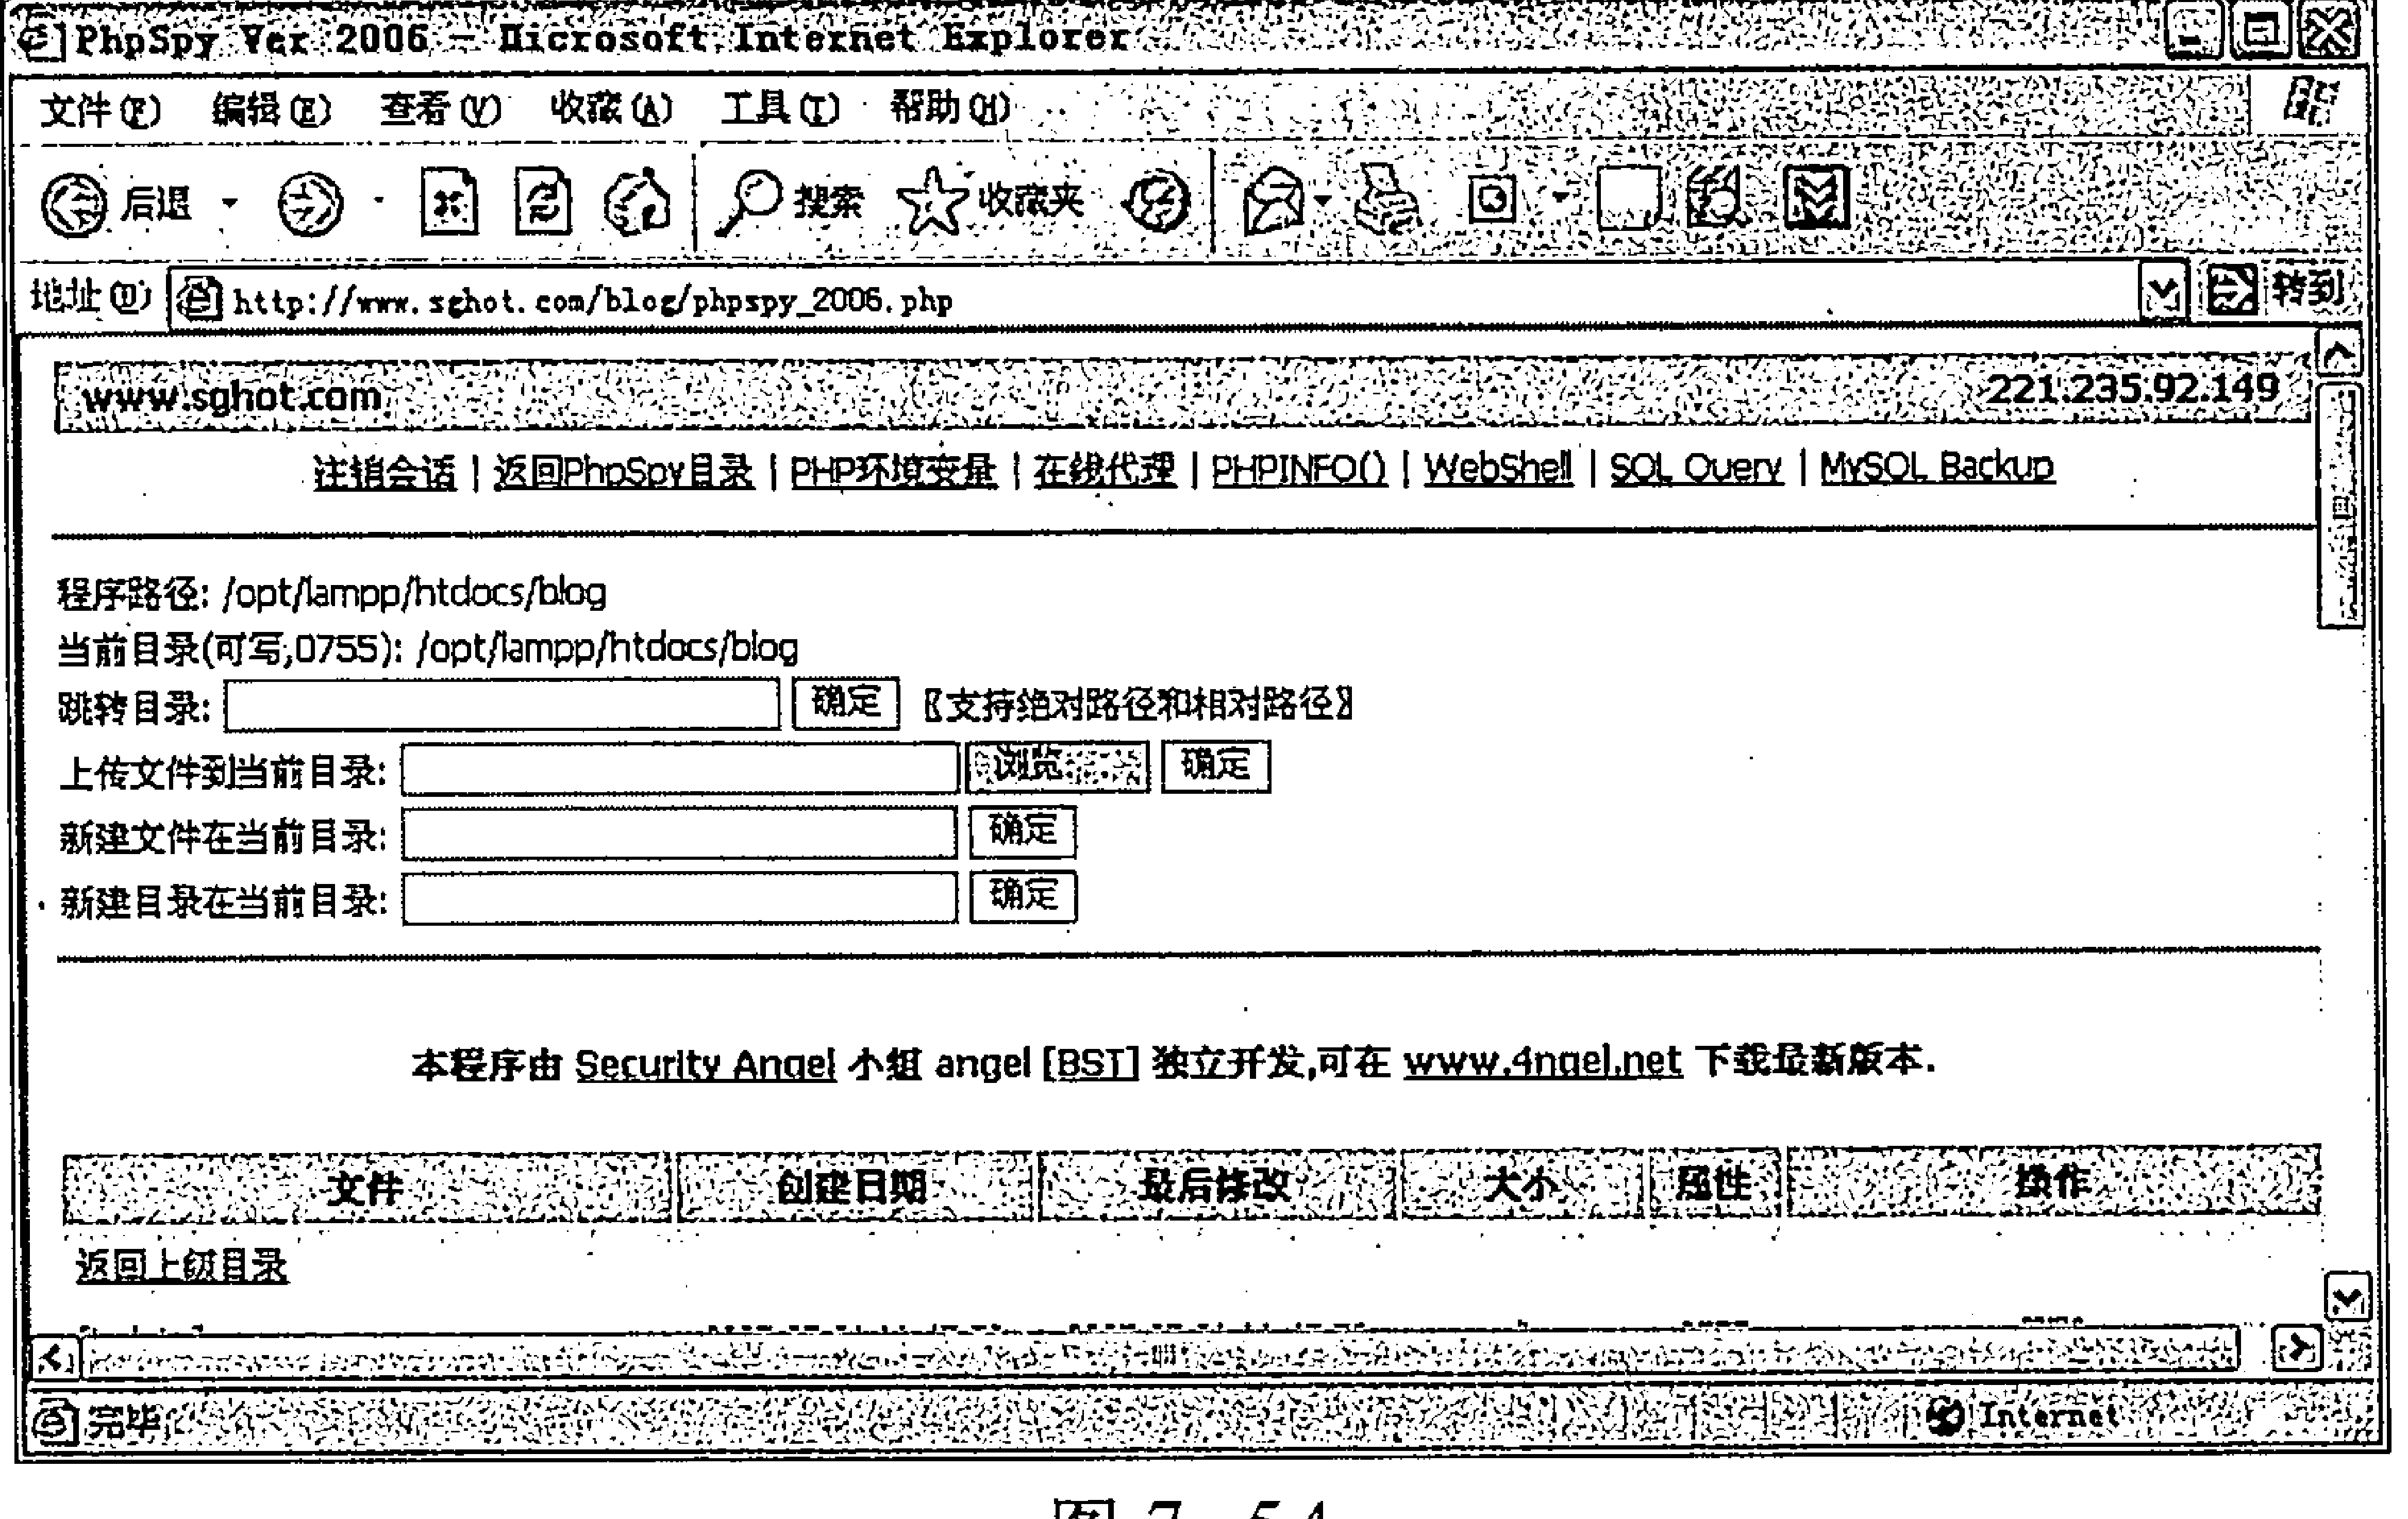 PhpSpy Ver 2006 - Microsoft Internet Explorer
文件(F) 编辑(E) 查看(V) 收藏(A) 工具(T) 帮助(H)
后退 搜索 收藏夹
地址(D) http://www.sghot.com/blog/phpspy_2006.php 转到
www.sghot.com 221.235.92.149
注销会话 | 返回PhpSpy目录 | PHP环境变量 | 在线代理 | PHPINFO() | WebShell | SQL Query | MySQL Backup
程序路径: /opt/lampp/htdocs/blog
当前目录(可写,0755): /opt/lampp/htdocs/blog
跳转目录: 确定 〖支持绝对路径和相对路径〗
上传文件到当前目录: 浏览... 确定
新建文件在当前目录: 确定
新建目录在当前目录: 确定
本程序由 Security Angel 小组 angel [BST] 独立开发,可在 www.4ngel.net 下载最新版本.
文件 创建日期 最后修改 大小 属性 操作
返回上级目录
完毕 Internet